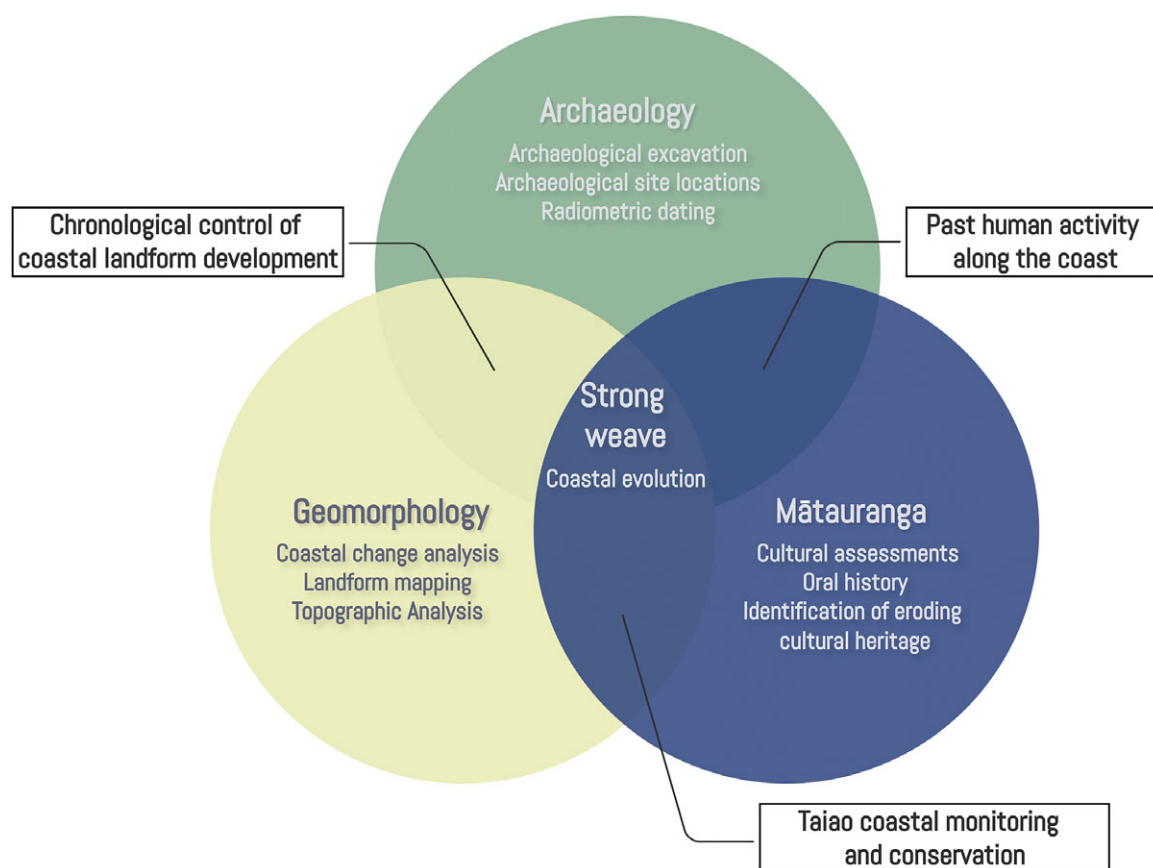 Archaeology
Archaeological excavation
Archaeological site locations
Radiometric dating
Chronological control of
coastal landform development
Past human activity
along the coast
Strong
weave
Coastal evolution
Geomorphology
Coastal change analysis
Landform mapping
Topographic Analysis
Mātauranga
Cultural assessments
Oral history
Identification of eroding
cultural heritage
Taiao coastal monitoring
and conservation